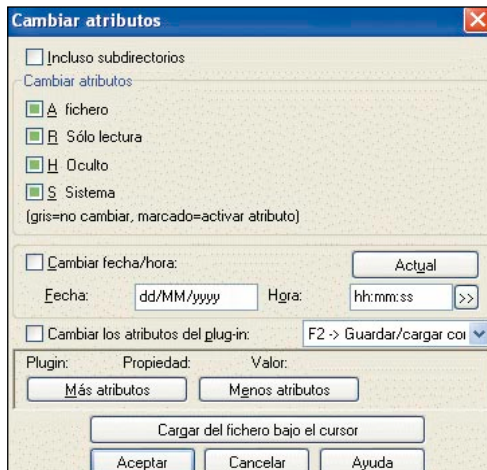 Cambiar atributos
Incluso subdirectorios
Cambiar atributos
A fichero
R Sólo lectura
H Oculto
S Sistema
(gris=no cambiar, marcado=activar atributo)
Cambiar fecha/hora: Actual
Fecha: dd/MM/yyyy Hora: hh:mm:ss >>
Cambiar los atributos del plug-in: F2 -> Guardar/cargar coi
Plugin: Propiedad: Valor:
Más atributos Menos atributos
Cargar del fichero bajo el cursor
Aceptar Cancelar Ayuda